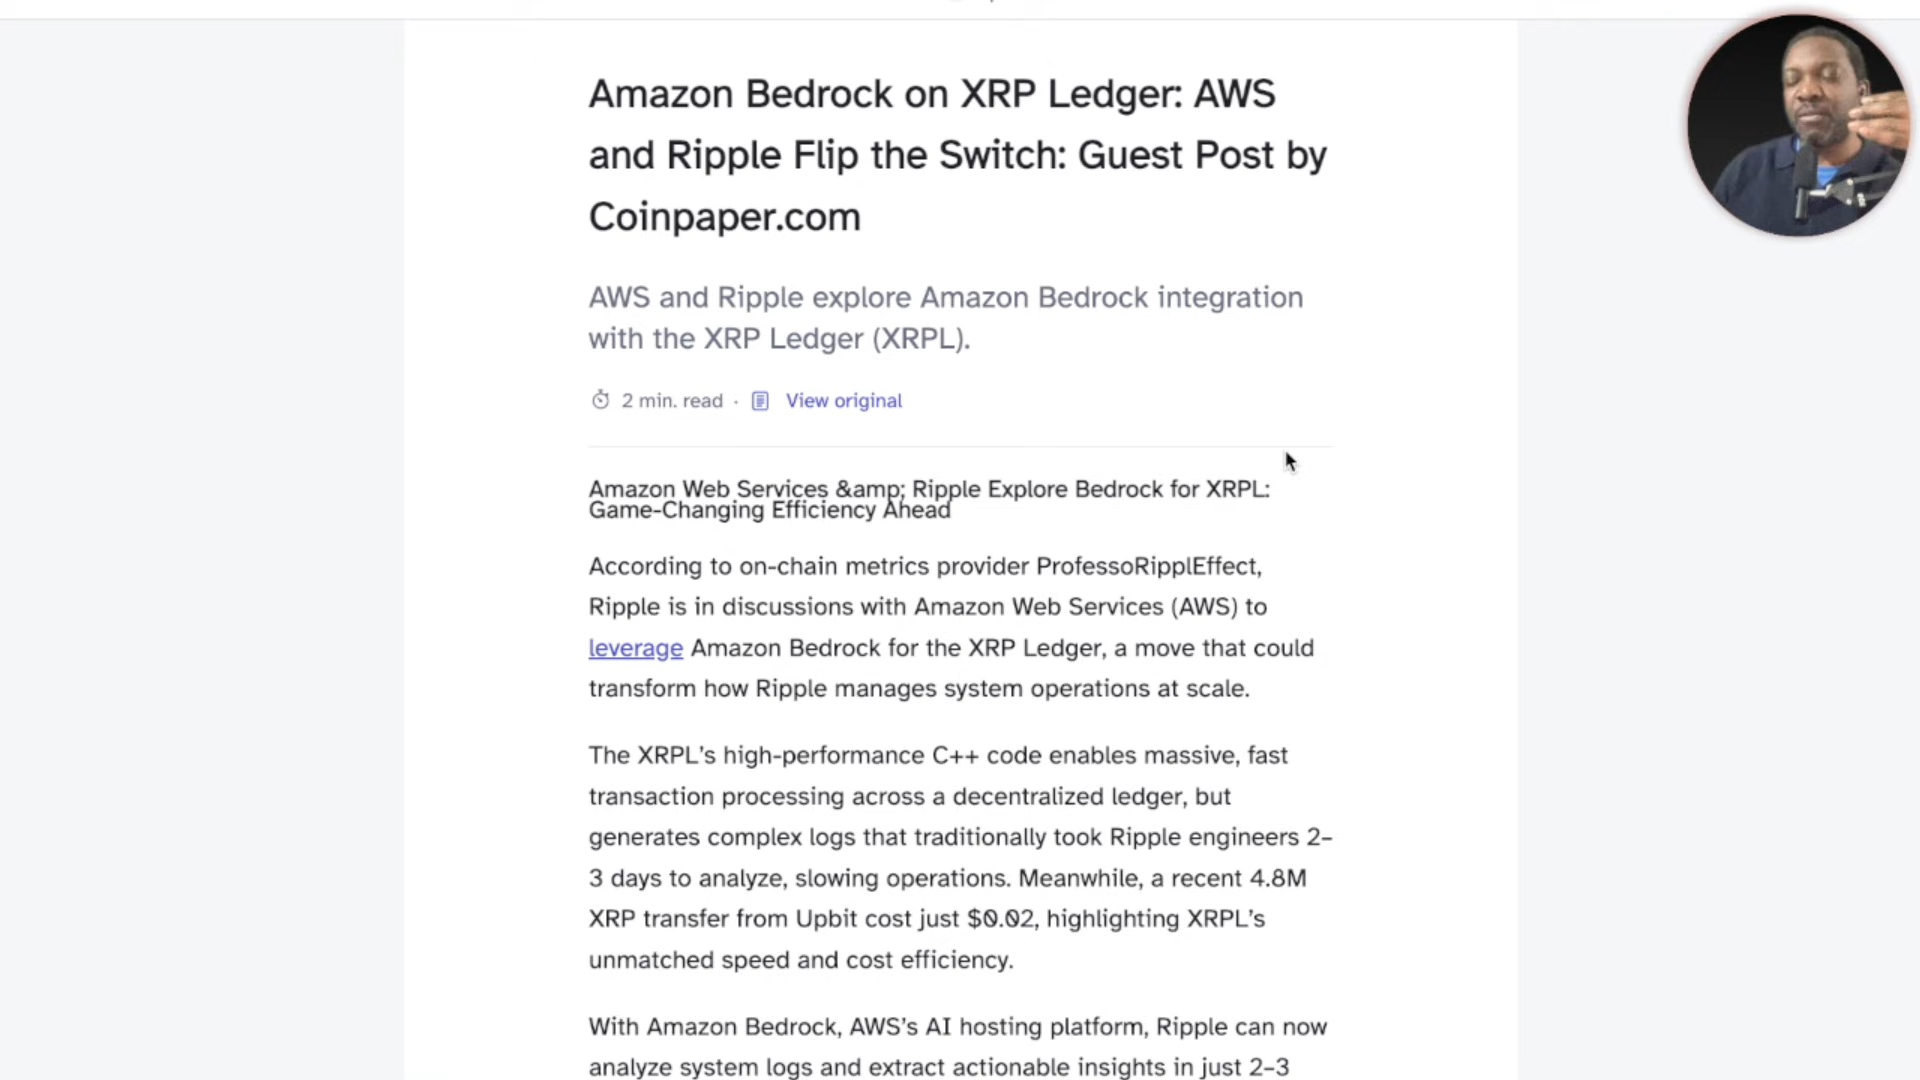 Amazon Bedrock on XRP Ledger: AWS
and Ripple Flip the Switch: Guest Post by
Coinpaper.com
AWS and Ripple explore Amazon Bedrock integration
with the XRP Ledger (XRPL).
2 min. read · View original
Amazon Web Services &amp; Ripple Explore Bedrock for XRPL:
Game-Changing Efficiency Ahead
According to on-chain metrics provider ProfessoRipplEffect,
Ripple is in discussions with Amazon Web Services (AWS) to
leverage Amazon Bedrock for the XRP Ledger, a move that could
transform how Ripple manages system operations at scale.
The XRPL’s high-performance C++ code enables massive, fast
transaction processing across a decentralized ledger, but
generates complex logs that traditionally took Ripple engineers 2–
3 days to analyze, slowing operations. Meanwhile, a recent 4.8M
XRP transfer from Upbit cost just $0.02, highlighting XRPL’s
unmatched speed and cost efficiency.
With Amazon Bedrock, AWS’s AI hosting platform, Ripple can now
analyze system logs and extract actionable insights in just 2–3